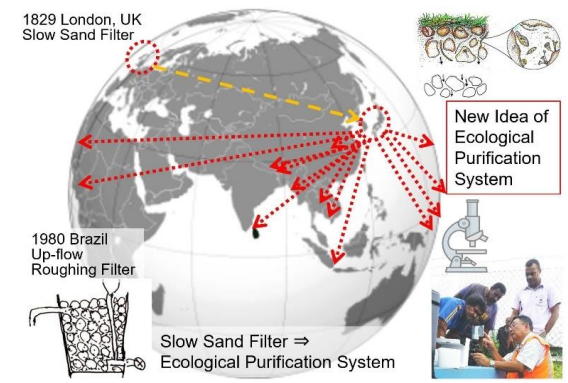 1829 London, UK
Slow Sand Filter
New Idea of
Ecological
Purification
System
1980 Brazil
Up-flow
Roughing Filter
Slow Sand Filter ⇒
Ecological Purification System